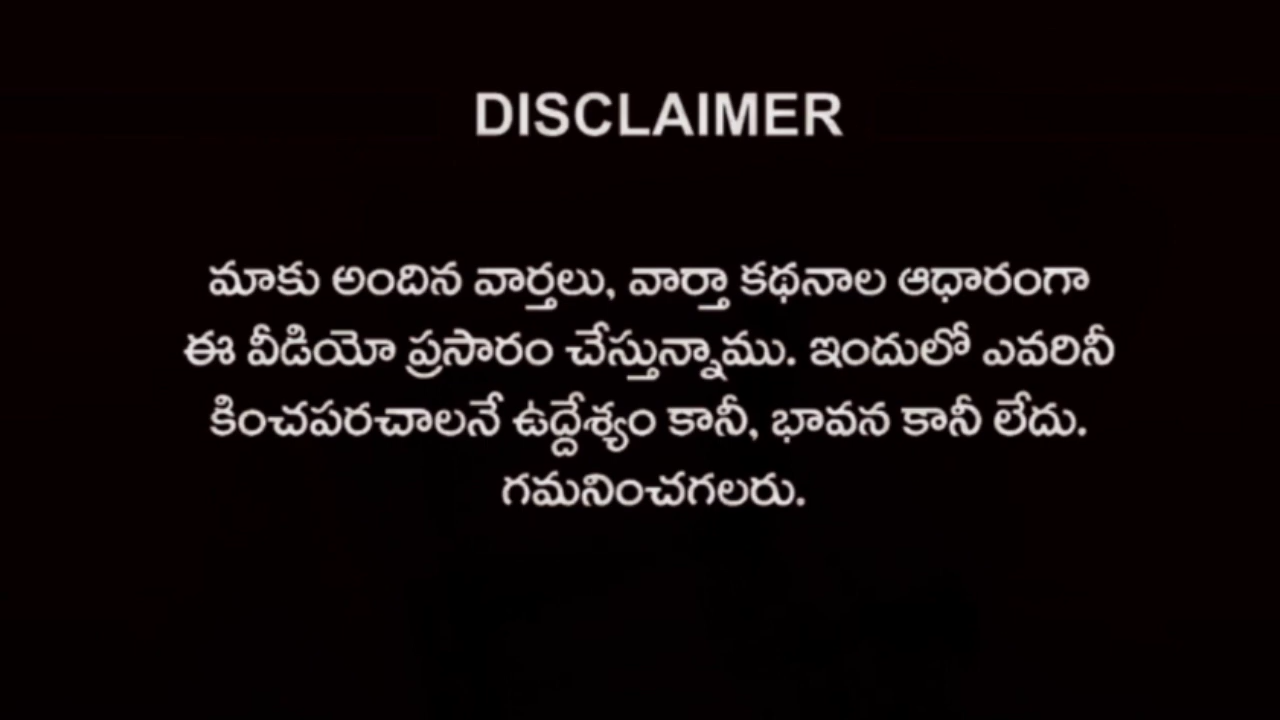 DISCLAIMER
మాకు అందిన వార్తలు, వార్తా కథనాల ఆధారంగా
ఈ వీడియో ప్రసారం చేస్తున్నాము. ఇందులో ఎవరినీ
కించపరచాలనే ఉద్దేశ్యం కానీ, భావన కానీ లేదు.
గమనించగలరు.